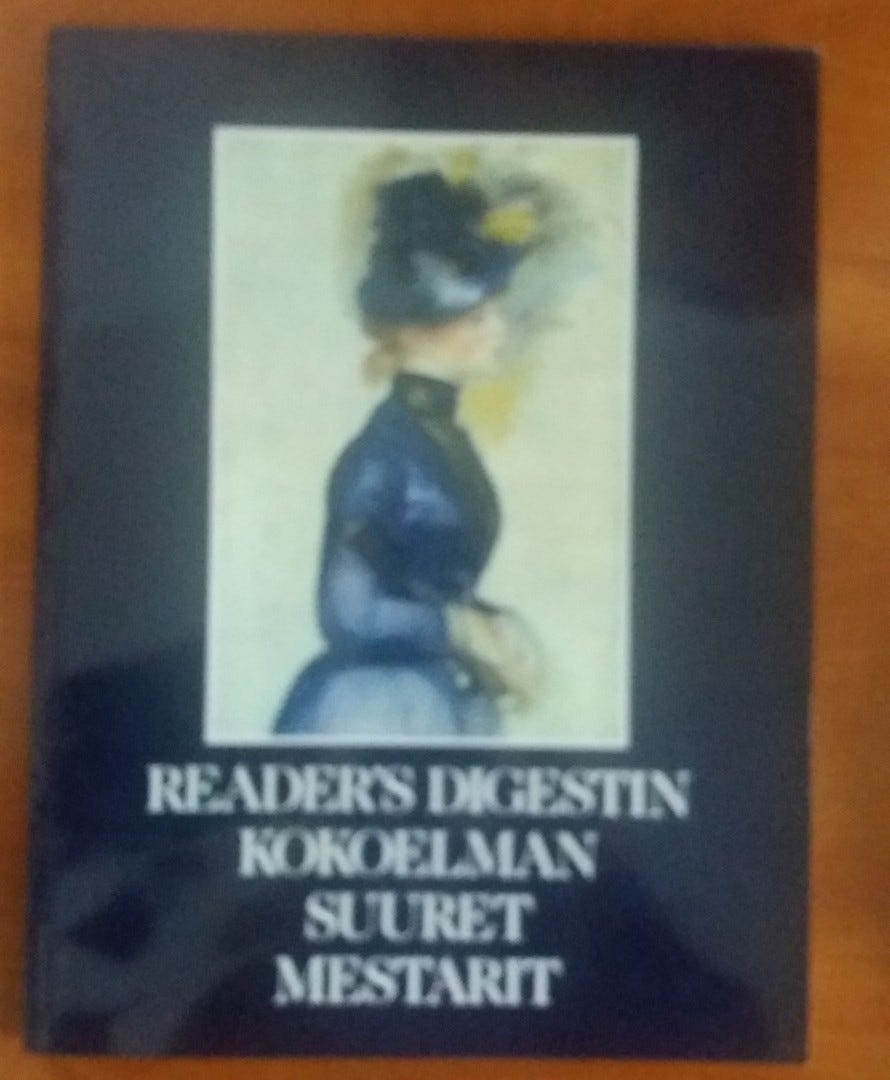 READER'S DIGESTIN
KOKOELMAN
SUURET
MESTARIT